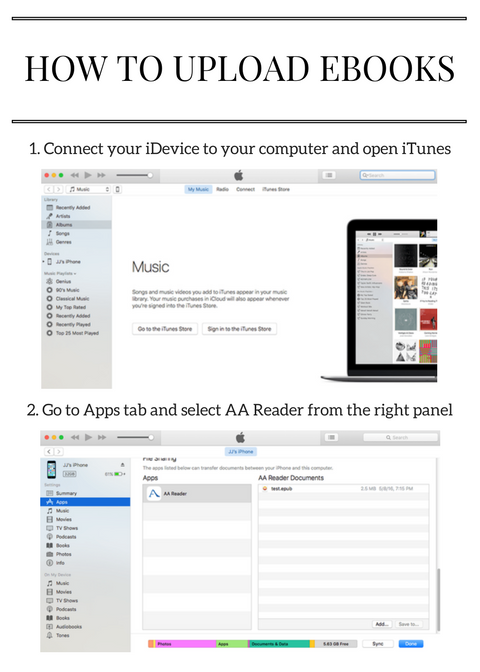 HOW TO UPLOAD EBOOKS
1. Connect your iDevice to your computer and open iTunes
Search
Music
My Music Radio Connect iTunes Store
Library
Recently Added
Artists
Albums
Songs
Genres
Devices
JJ's iPhone
Music Playlists
Genius
90's Music
Classical Music
My Top Rated
Recently Added
Recently Played
Top 25 Most Played
Music
Songs and music videos you add to iTunes appear in your music
library. Your music purchases in iCloud will also appear whenever
you're signed into the iTunes Store.
Go to the iTunes Store Sign in to the iTunes Store
2. Go to Apps tab and select AA Reader from the right panel
Search
JJ's iPhone
JJ's iPhone
Settings
Summary
Apps
Music
Movies
TV Shows
Podcasts
Books
Photos
Info
On My Device
Music
Movies
TV Shows
Podcasts
Books
Audiobooks
Tones
File Sharing
The apps listed below can transfer documents between your iPhone and this computer.
Apps
AA Reader
AA Reader Documents
test.epub 2.5 MB 5/8/16, 7:15 PM
Add... Save to...
Photos Apps Documents & Data 5.63 GB Free Sync Done